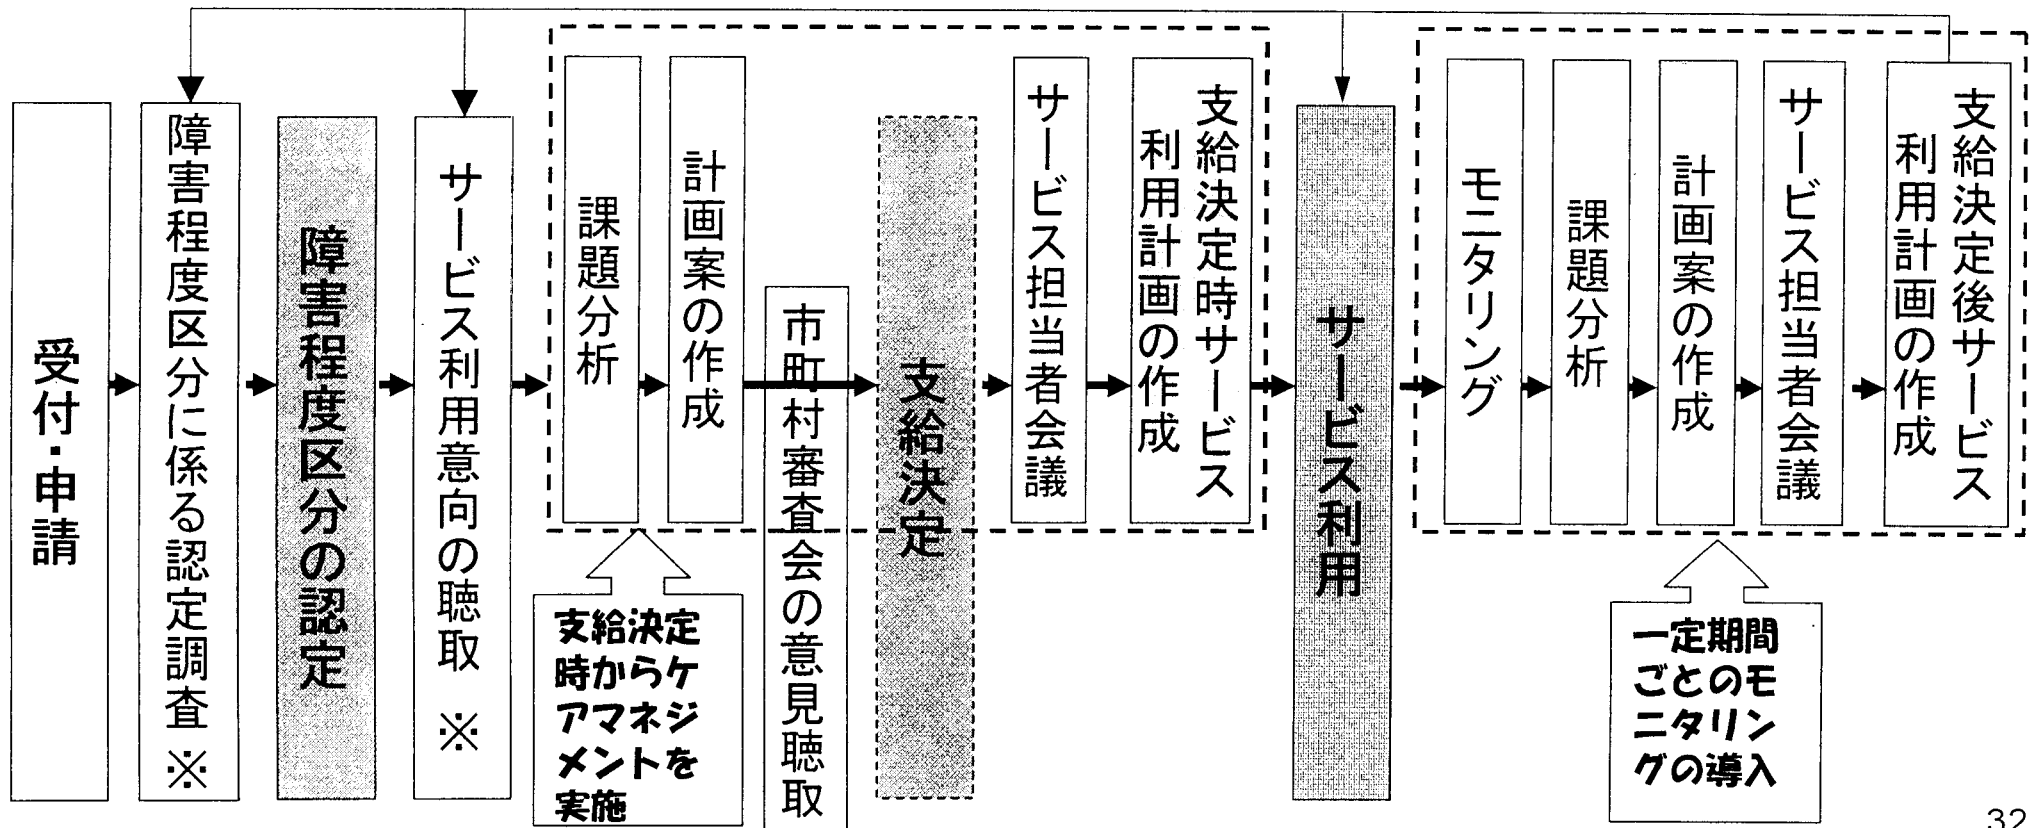 受付・申請
障害程度区分に係る認定調査※
障害程度区分の認定
サービス利用意向の聴取 ※
課題分析
計画案の作成
市町村審査会の意見聴取
支給決定
サービス担当者会議
支給決定時サービス
利用計画の作成
サービス利用
モニタリング
課題分析
計画案の作成
サービス担当者会議
支給決定後サービス
利用計画の作成
支給決定
時からケ
アマネジ
メントを
実施
一定期間
ごとのモ
ニタリン
グの導入
32